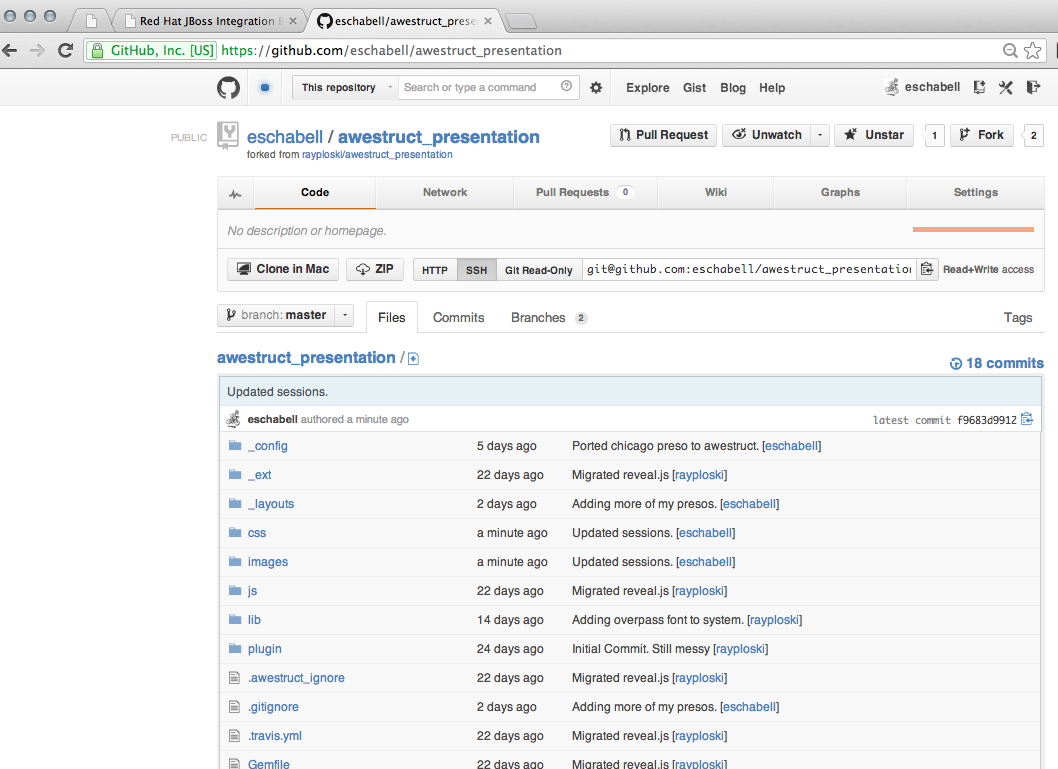 Red Hat JBoss Integration
eschabell/awestruct_prese
GitHub, Inc. [US] https://github.com/eschabell/awestruct_presentation
This repository Search or type a command Explore Gist Blog Help eschabell
PUBLIC eschabell / awestruct_presentation Pull Request Unwatch Unstar 1 Fork 2
forked from rayploski/awestruct_presentation
Code Network Pull Requests 0 Wiki Graphs Settings
No description or homepage.
Clone in Mac ZIP HTTP SSH Git Read-Only git@github.com:eschabell/awestruct_presentation Read+Write access
branch: master Files Commits Branches 2 Tags
awestruct_presentation / 18 commits
Updated sessions.
eschabell authored a minute ago latest commit f9683d9912
_config 5 days ago Ported chicago preso to awestruct. [eschabell]
_ext 22 days ago Migrated reveal.js [rayploski]
_layouts 2 days ago Adding more of my presos. [eschabell]
css a minute ago Updated sessions. [eschabell]
images a minute ago Updated sessions. [eschabell]
js 22 days ago Migrated reveal.js [rayploski]
lib 14 days ago Adding overpass font to system. [rayploski]
plugin 24 days ago Initial Commit. Still messy [rayploski]
.awestruct_ignore 22 days ago Migrated reveal.js [rayploski]
.gitignore 2 days ago Adding more of my presos. [eschabell]
.travis.yml 22 days ago Migrated reveal.js [rayploski]
Gemfile 22 days ago Migrated reveal.js [rayploski]